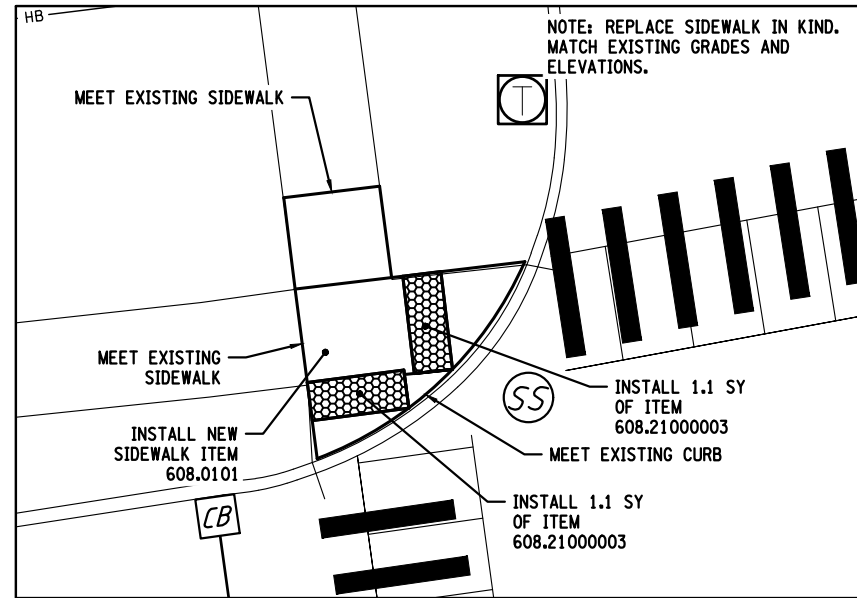 HB
NOTE: REPLACE SIDEWALK IN KIND.
MATCH EXISTING GRADES AND
ELEVATIONS.
MEET EXISTING SIDEWALK
T
MEET EXISTING
SIDEWALK
INSTALL NEW
SIDEWALK ITEM
608.0101
SS
INSTALL 1.1 SY
OF ITEM
608.21000003
MEET EXISTING CURB
INSTALL 1.1 SY
OF ITEM
608.21000003
CB